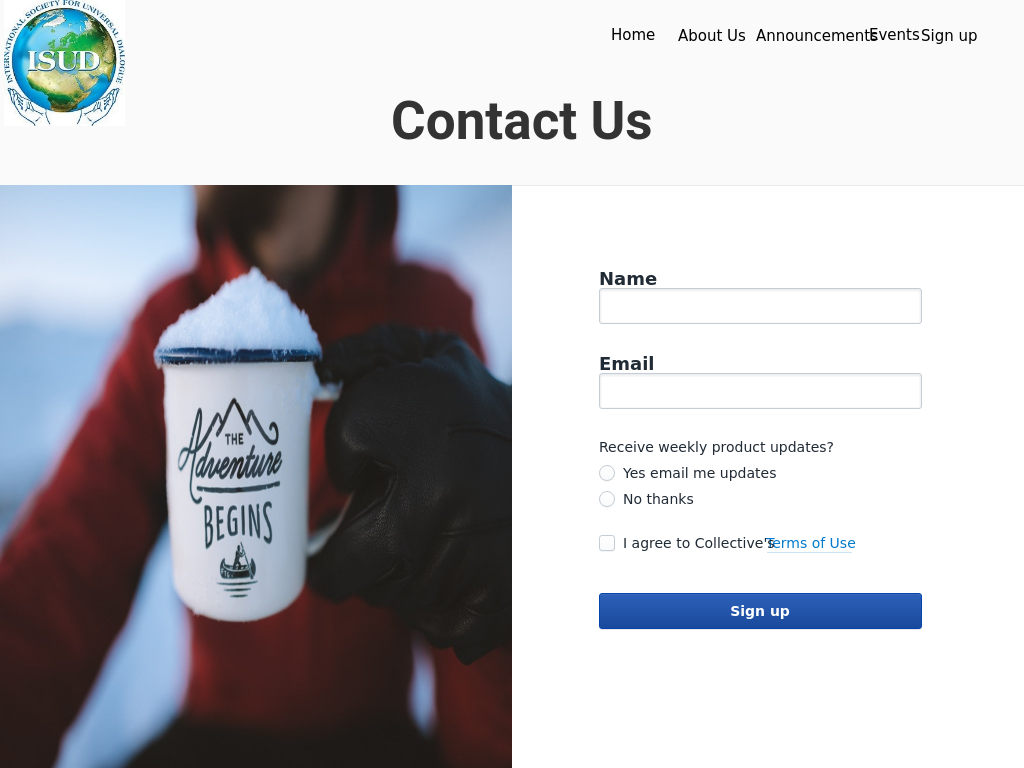 INTERNATIONAL SOCIETY FOR UNIVERSAL DIALOGUE
ISUD
Home About Us Announcements Events Sign up
Contact Us
THE
Adventure
BEGINS
Name
Email
Receive weekly product updates?
Yes email me updates
No thanks
I agree to Collective's Terms of Use
Sign up